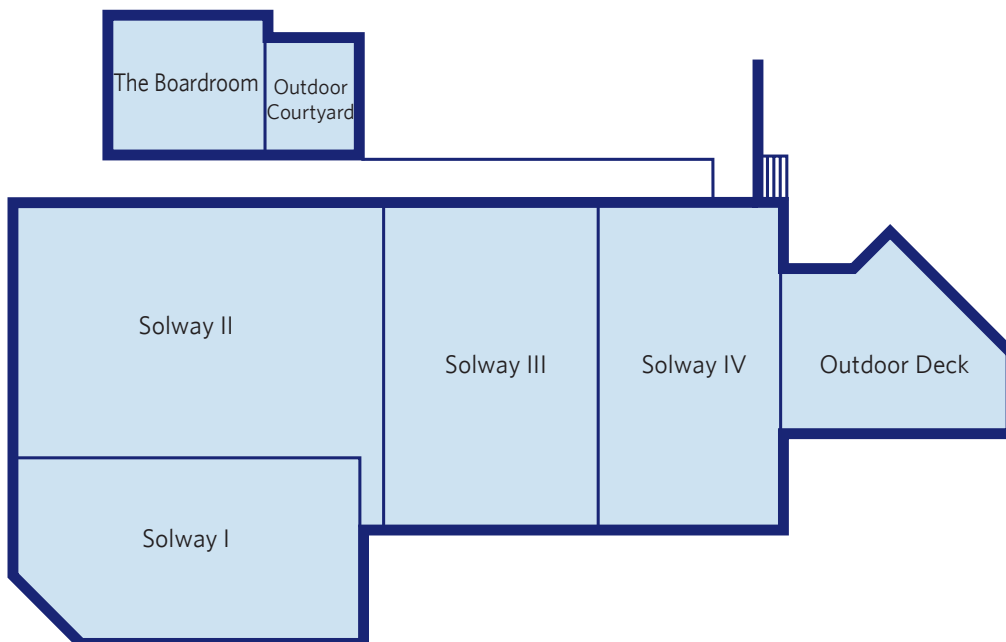 The Boardroom
Outdoor
Courtyard
Solway II
Solway III
Solway IV
Outdoor Deck
Solway I